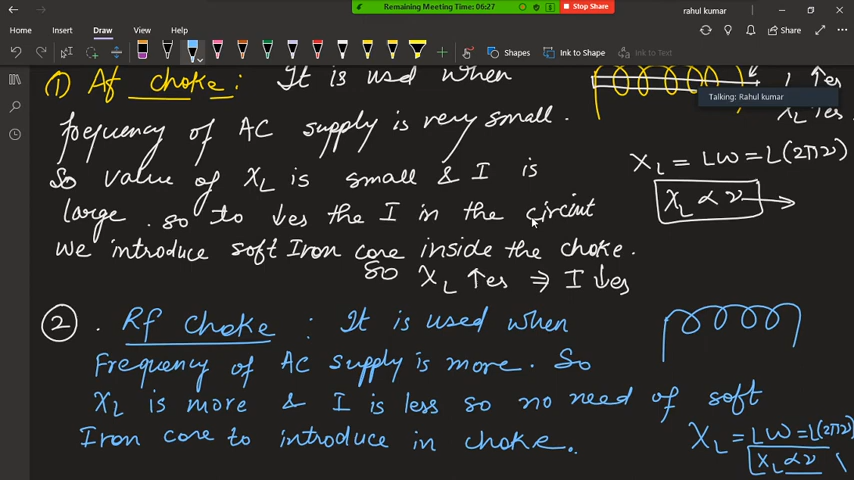 Remaining Meeting Time: 06:27
Stop Share
rahul kumar
Home Insert Draw View Help
Share
Shapes
Ink to Shape
Ink to Text
Talking: Rahul kumar
(1) Af choke: It is used when
frequency of AC supply is very small.
So value of XL is small & I is
large. so to ↓es the I in the circuit
we introduce soft Iron core inside the choke.
so XL ↑es ⇒ I ↓es
↑es
XL ↑es
XL = LW = L(2πν)
XL ∝ ν →
2. Rf choke: It is used when
Frequency of AC supply is more. So
XL is more & I is less so no need of soft
Iron core to introduce in choke.
XL = LW = L(2πν)
XL ∝ ν